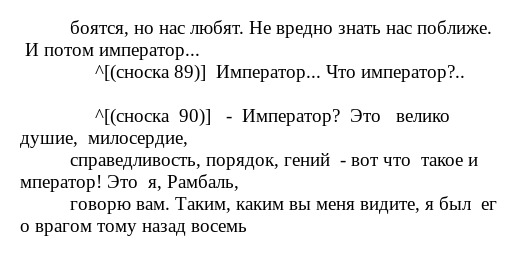 боятся, но нас любят. Не вредно знать нас поближе.
И потом император...
^[(сноска 89)]  Император... Что император?..
^[(сноска  90)]   -  Император?  Это   велико
душие,  милосердие,
справедливость, порядок, гений  - вот что  такое и
мператор! Это  я, Рамбаль,
говорю вам. Таким, каким вы меня видите, я был  ег
о врагом тому назад восемь